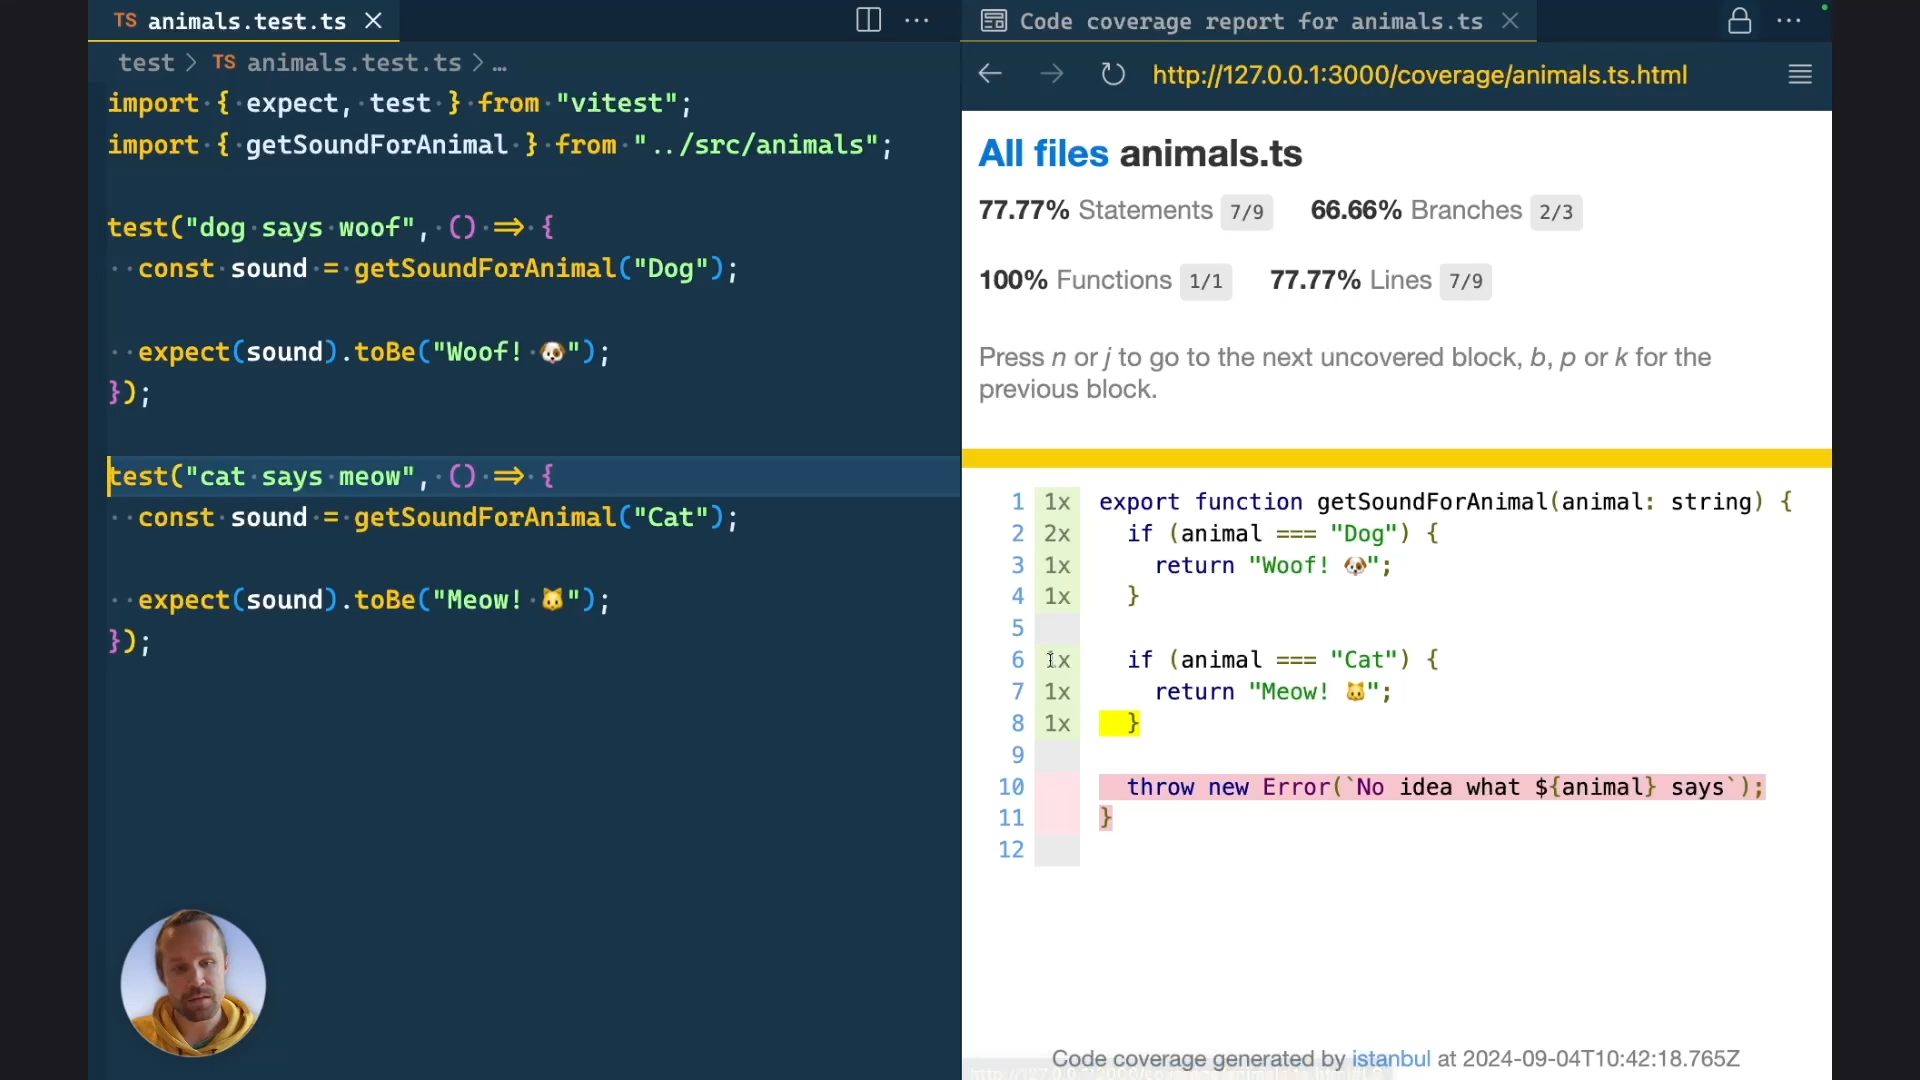 TS animals.test.ts
test > TS animals.test.ts > …
import { expect, test } from "vitest";
import { getSoundForAnimal } from "../src/animals";
test("dog says woof", () => {
const sound = getSoundForAnimal("Dog");
expect(sound).toBe("Woof! 🐶");
});
test("cat says meow", () => {
const sound = getSoundForAnimal("Cat");
expect(sound).toBe("Meow! 🐱");
});
Code coverage report for animals.ts
http://127.0.0.1:3000/coverage/animals.ts.html
All files animals.ts
77.77% Statements 7/9 66.66% Branches 2/3
100% Functions 1/1 77.77% Lines 7/9
Press n or j to go to the next uncovered block, b, p or k for the
previous block.
1 1x export function getSoundForAnimal(animal: string) {
2 2x if (animal === "Dog") {
3 1x return "Woof! 🐶";
4 1x }
5
6 1x if (animal === "Cat") {
7 1x return "Meow! 🐱";
8 1x }
9
10 throw new Error(`No idea what ${animal} says`);
11 }
12
Code coverage generated by istanbul at 2024-09-04T10:42:18.765Z